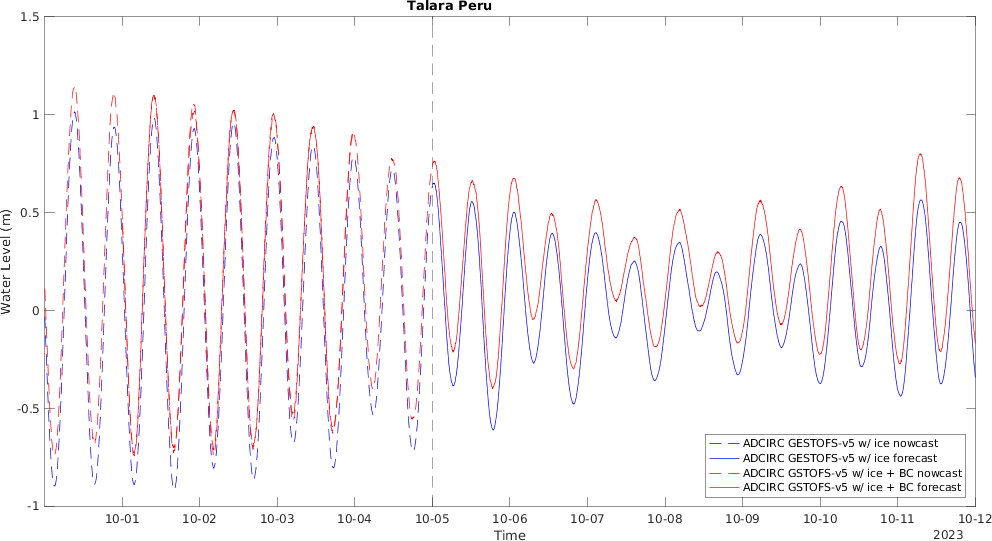 Talara Peru
1.5
1
0.5
0
-0.5
-1
Water Level (m)
10-01 10-02 10-03 10-04 10-05 10-06 10-07 10-08 10-09 10-10 10-11 10-12
Time
2023
ADCIRC GESTOFS-v5 w/ ice nowcast
ADCIRC GESTOFS-v5 w/ ice forecast
ADCIRC GSTOFS-v5 w/ ice + BC nowcast
ADCIRC GSTOFS-v5 w/ ice + BC forecast